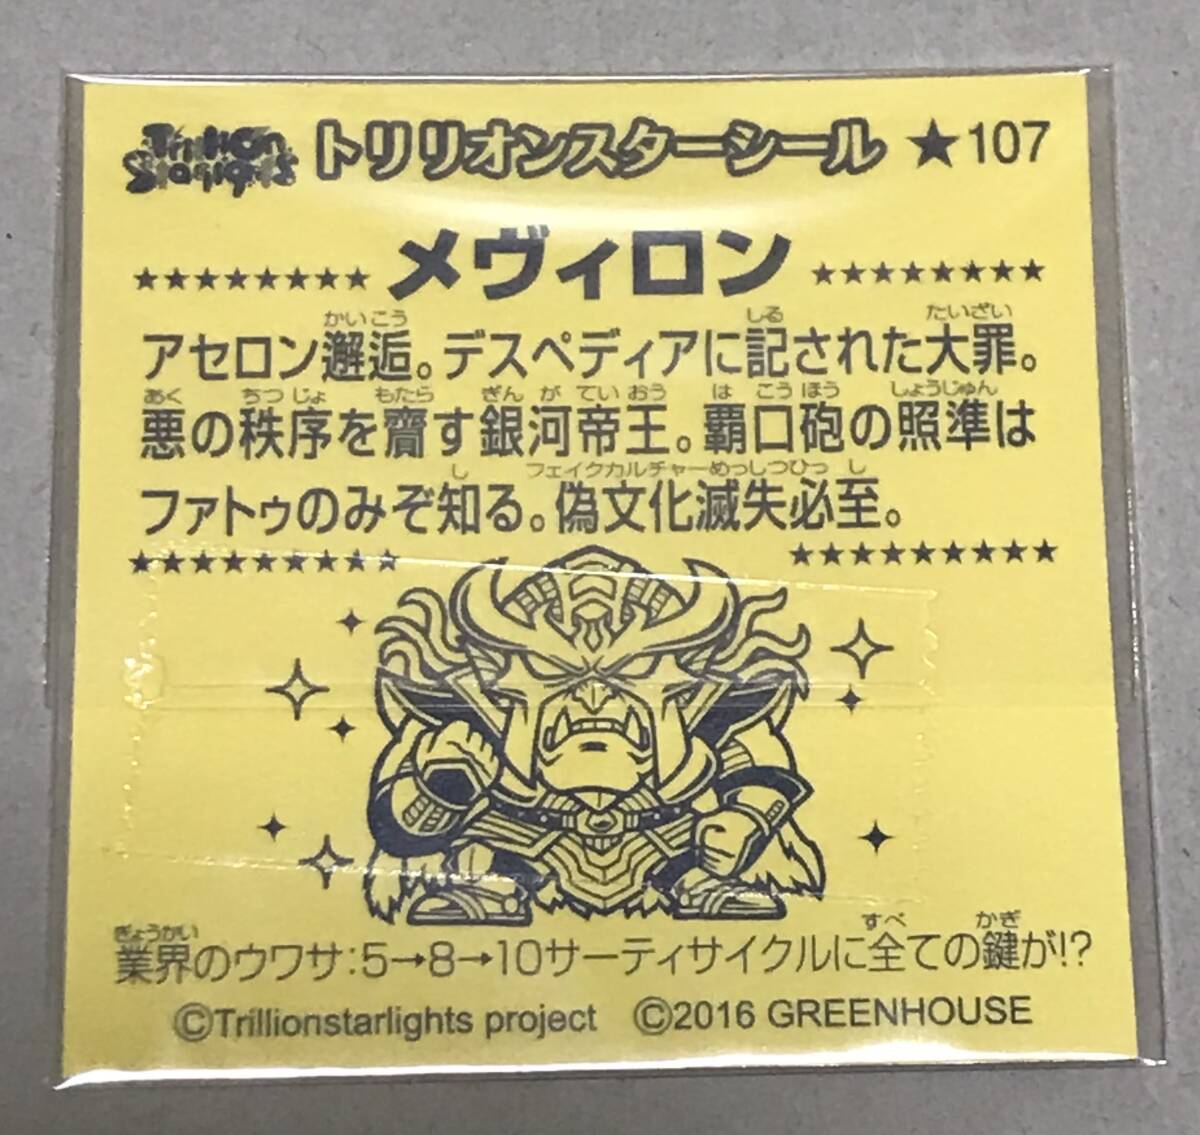 Trillion Starlights トリリオンスターシール ★107
★★★★★★★★ メヴィロン ★★★★★★★★
かいこう しる たいざい
アセロン邂逅。デスペディアに記された大罪。
あく ちつじょ もたら ぎんがていおう はこうほう しょうじゅん
悪の秩序を齎す銀河帝王。覇口砲の照準は
し フェイクカルチャーめっしつひっし
ファトゥのみぞ知る。偽文化滅失必至。
★★★★★★★★★ ★★★★★★★★★
ぎょうかい すべ かぎ
業界のウワサ:5→8→10サーティサイクルに全ての鍵が!?
©Trillionstarlights project ©2016 GREENHOUSE